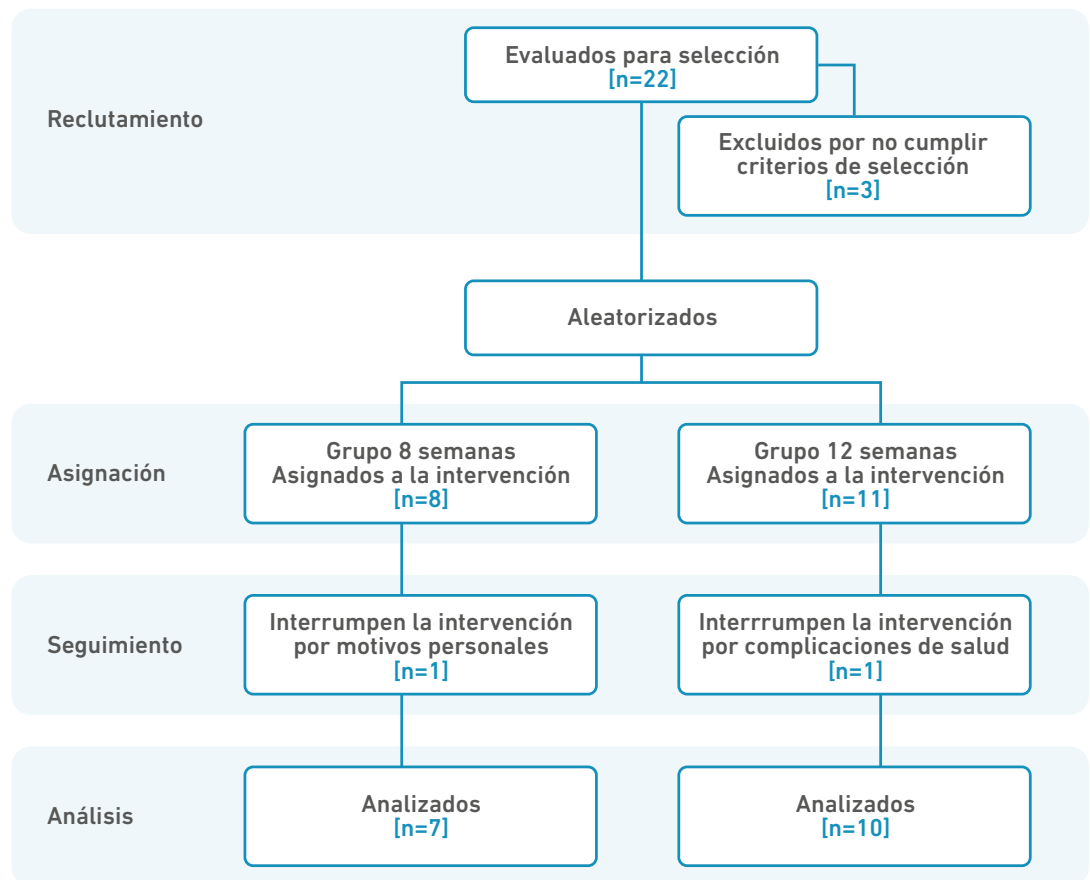 Reclutamiento
Evaluados para selección
[n=22]
Excluidos por no cumplir
criterios de selección
[n=3]
Aleatorizados
Asignación
Grupo 8 semanas
Asignados a la intervención
[n=8]
Grupo 12 semanas
Asignados a la intervención
[n=11]
Seguimiento
Interrumpen la intervención
por motivos personales
[n=1]
Interrrumpen la intervención
por complicaciones de salud
[n=1]
Análisis
Analizados
[n=7]
Analizados
[n=10]